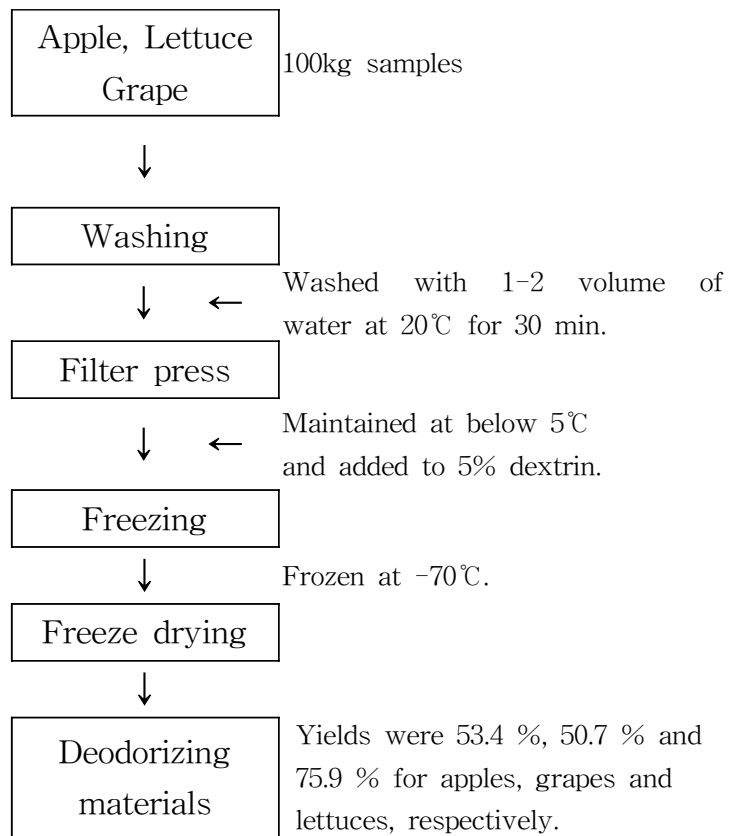 Apple, Lettuce
Grape
100kg samples
↓
Washing
↓ ←
Washed with 1-2 volume of
water at 20℃ for 30 min.
Filter press
↓ ←
Maintained at below 5℃
and added to 5% dextrin.
Freezing
↓
Frozen at -70℃.
Freeze drying
↓
Deodorizing
materials
Yields were 53.4 %, 50.7 % and
75.9 % for apples, grapes and
lettuces, respectively.